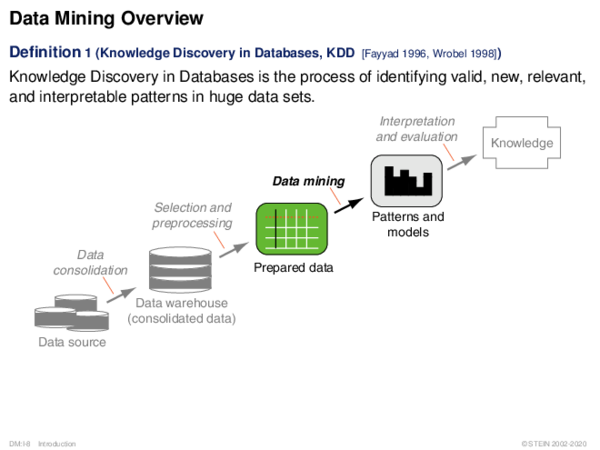 Data Mining Overview
Definition 1 (Knowledge Discovery in Databases, KDD [Fayyad 1996, Wrobel 1998])
Knowledge Discovery in Databases is the process of identifying valid, new, relevant,
and interpretable patterns in huge data sets.
Interpretation
and evaluation
Knowledge
Data mining
Patterns and
models
Selection and
preprocessing
Prepared data
Data
consolidation
Data warehouse
(consolidated data)
Data source
DM:I-11 Introduction
© STEIN 2002-2020